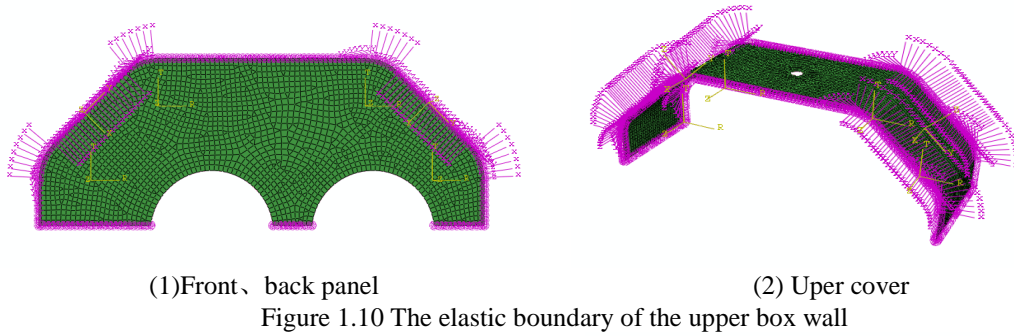 (1)Front、back panel
(2) Uper cover
Figure 1.10 The elastic boundary of the upper box wall